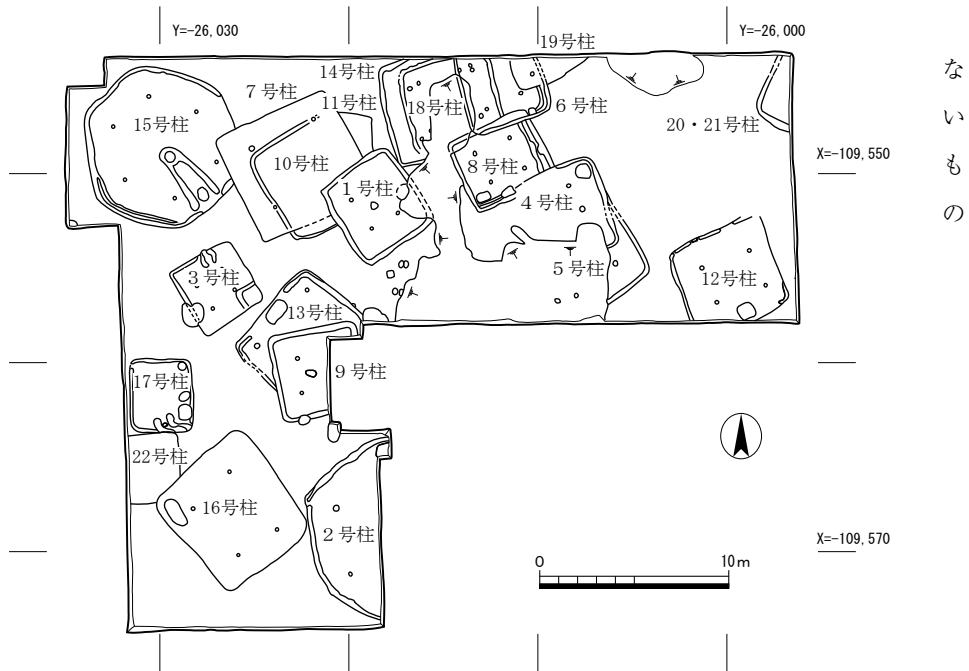 Y=-26,030
Y=-26,000
19号柱
14号柱
7号柱
11号柱
18号柱
6号柱
15号柱
20・21号柱
10号柱
8号柱
1号柱
4号柱
X=-109,550
3号柱
5号柱
12号柱
13号柱
17号柱
9号柱
22号柱
16号柱
2号柱
X=-109,570
0
10m
ないもの